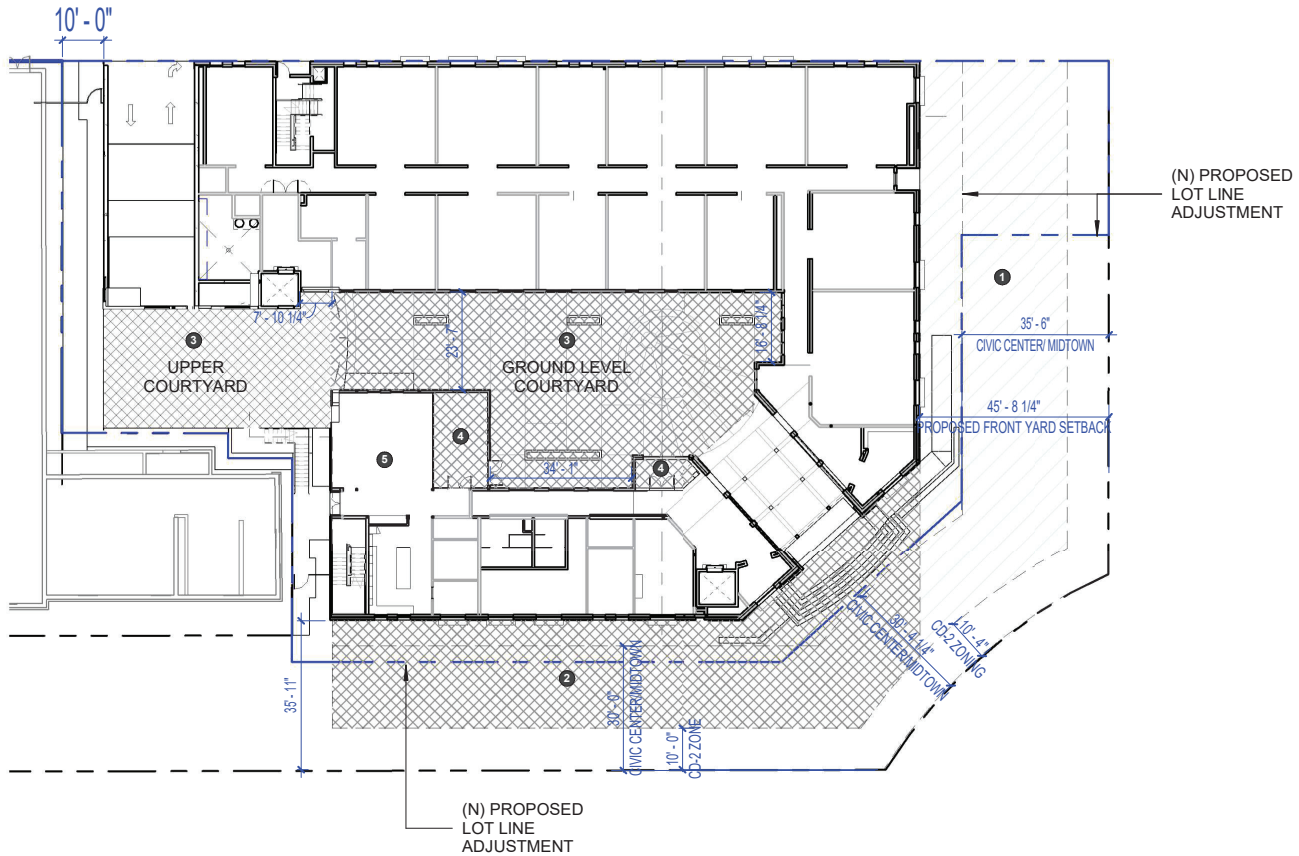 10' - 0"
(N) PROPOSED
LOT LINE
ADJUSTMENT
1
35' - 6"
CIVIC CENTER/ MIDTOWN
7' - 10 1/4"
3
UPPER
COURTYARD
23' - 7"
3
GROUND LEVEL
COURTYARD
16' - 8 1/4"
45' - 8 1/4"
PROPOSED FRONT YARD SETBACK
4
5
34' - 1"
4
30' - 4 1/4"
CIVIC CENTER/MIDTOWN
10' - 4"
CD-2 ZONING
2
35' - 11"
30' - 0"
CIVIC CENTER/MIDTOWN
10' - 0"
CD-2 ZONE
(N) PROPOSED
LOT LINE
ADJUSTMENT